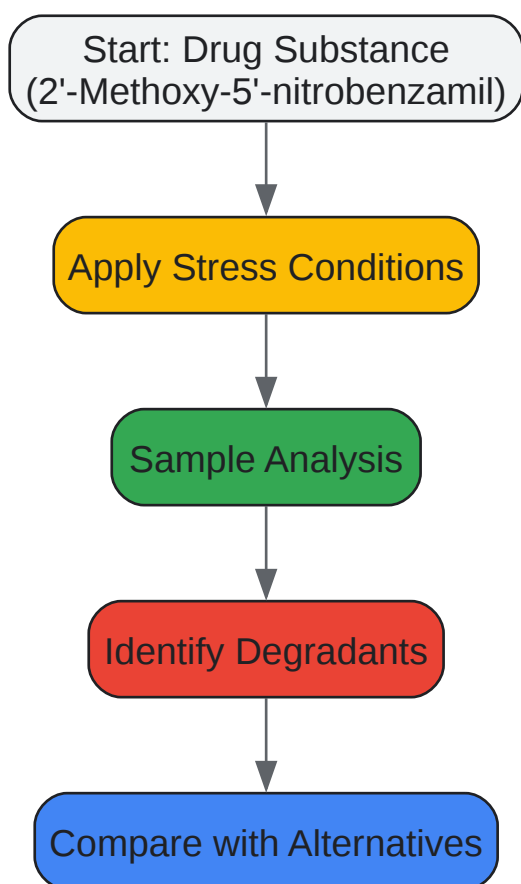 Start: Drug Substance
(2'-Methoxy-5'-nitrobenzamil)
Apply Stress Conditions
Sample Analysis
Identify Degradants
Compare with Alternatives